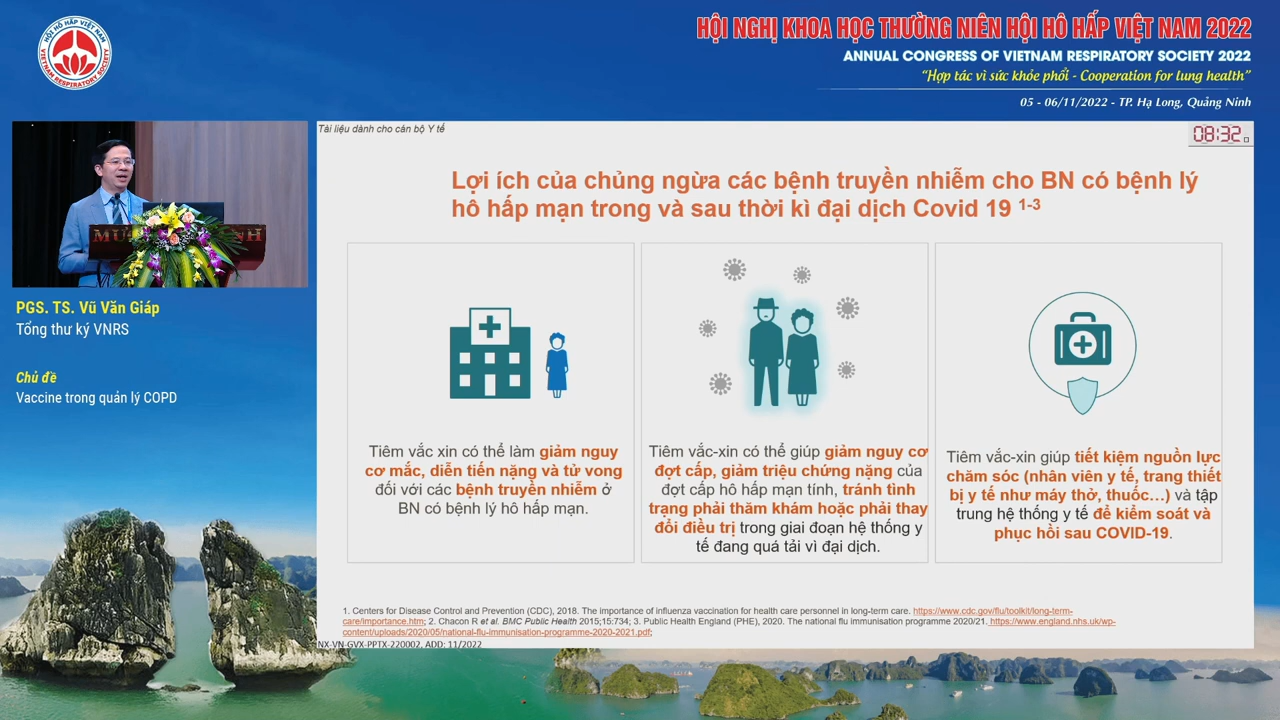 HỘI HÔ HẤP VIỆT NAM
VIETNAM RESPIRATORY SOCIETY
HỘI NGHỊ KHOA HỌC THƯỜNG NIÊN HỘI HÔ HẤP VIỆT NAM 2022
ANNUAL CONGRESS OF VIETNAM RESPIRATORY SOCIETY 2022
“Hợp tác vì sức khỏe phổi - Cooperation for lung health”
05 - 06/11/2022 - TP. Hạ Long, Quảng Ninh
PGS. TS. Vũ Văn Giáp
Tổng thư ký VNRS
Chủ đề
Vaccine trong quản lý COPD
Tài liệu dành cho cán bộ Y tế
08:32
Lợi ích của chủng ngừa các bệnh truyền nhiễm cho BN có bệnh lý
hô hấp mạn trong và sau thời kì đại dịch Covid 19 1-3
Tiêm vắc xin có thể làm giảm nguy
cơ mắc, diễn tiến nặng và tử vong
đối với các bệnh truyền nhiễm ở
BN có bệnh lý hô hấp mạn.
Tiêm vắc-xin có thể giúp giảm nguy cơ
đợt cấp, giảm triệu chứng nặng của
đợt cấp hô hấp mạn tính, tránh tình
trạng phải thăm khám hoặc phải thay
đổi điều trị trong giai đoạn hệ thống y
tế đang quá tải vì đại dịch.
Tiêm vắc-xin giúp tiết kiệm nguồn lực
chăm sóc (nhân viên y tế, trang thiết
bị y tế như máy thở, thuốc…) và tập
trung hệ thống y tế để kiểm soát và
phục hồi sau COVID-19.
1. Centers for Disease Control and Prevention (CDC), 2018. The importance of influenza vaccination for health care personnel in long-term care. https://www.cdc.gov/flu/toolkit/long-term-
care/importance.htm; 2. Chacon R et al. BMC Public Health 2015;15:734; 3. Public Health England (PHE), 2020. The national flu immunisation programme 2020/21. https://www.england.nhs.uk/wp-
content/uploads/2020/05/national-flu-immunisation-programme-2020-2021.pdf;
NX-VN-GVX-PPTX-220002, ADD: 11/2022